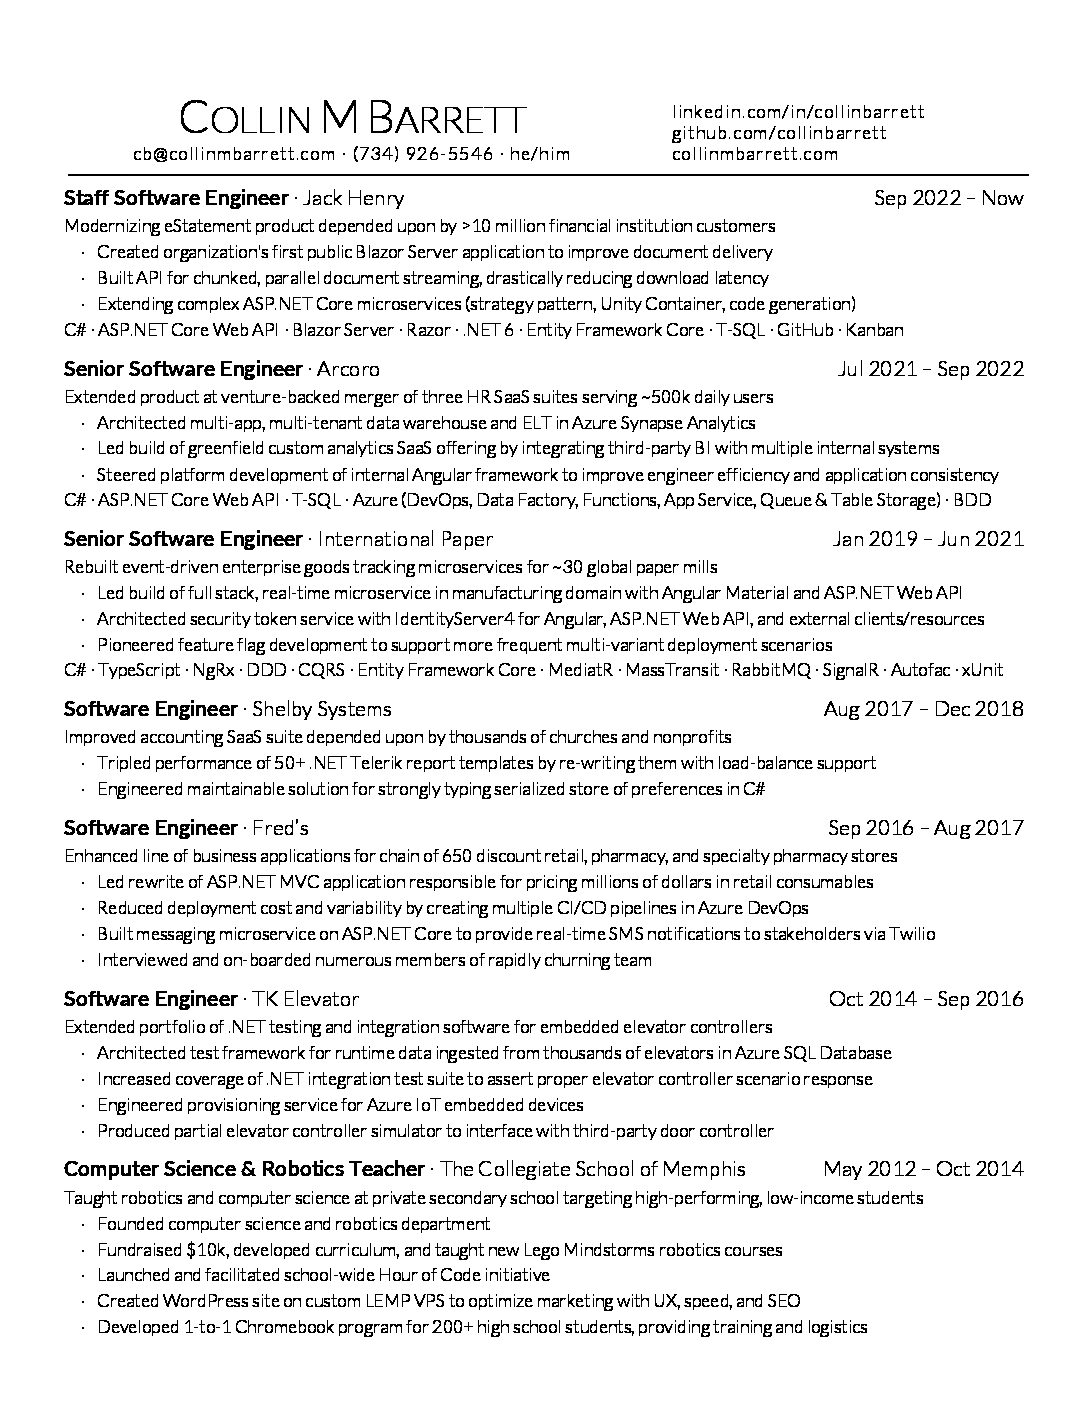 COLLIN M BARRETT
cb@collinmbarrett.com · (734) 926-5546 · he/him
linkedin.com/in/collinbarrett
github.com/collinbarrett
collinmbarrett.com
Staff Software Engineer · Jack Henry Sep 2022 – Now
Modernizing eStatement product depended upon by >10 million financial institution customers
· Created organization's first public Blazor Server application to improve document delivery
· Built API for chunked, parallel document streaming, drastically reducing download latency
· Extending complex ASP.NET Core microservices (strategy pattern, Unity Container, code generation)
C# · ASP.NET Core Web API · Blazor Server · Razor · .NET 6 · Entity Framework Core · T-SQL · GitHub · Kanban
Senior Software Engineer · Arcoro Jul 2021 – Sep 2022
Extended product at venture-backed merger of three HR SaaS suites serving ~500k daily users
· Architected multi-app, multi-tenant data warehouse and ELT in Azure Synapse Analytics
· Led build of greenfield custom analytics SaaS offering by integrating third-party BI with multiple internal systems
· Steered platform development of internal Angular framework to improve engineer efficiency and application consistency
C# · ASP.NET Core Web API · T-SQL · Azure (DevOps, Data Factory, Functions, App Service, Queue & Table Storage) · BDD
Senior Software Engineer · International Paper Jan 2019 – Jun 2021
Rebuilt event-driven enterprise goods tracking microservices for ~30 global paper mills
· Led build of full stack, real-time microservice in manufacturing domain with Angular Material and ASP.NET Web API
· Architected security token service with IdentityServer4 for Angular, ASP.NET Web API, and external clients/resources
· Pioneered feature flag development to support more frequent multi-variant deployment scenarios
C# · TypeScript · NgRx · DDD · CQRS · Entity Framework Core · MediatR · MassTransit · RabbitMQ · SignalR · Autofac · xUnit
Software Engineer · Shelby Systems Aug 2017 – Dec 2018
Improved accounting SaaS suite depended upon by thousands of churches and nonprofits
· Tripled performance of 50+ .NET Telerik report templates by re-writing them with load-balance support
· Engineered maintainable solution for strongly typing serialized store of preferences in C#
Software Engineer · Fred's Sep 2016 – Aug 2017
Enhanced line of business applications for chain of 650 discount retail, pharmacy, and specialty pharmacy stores
· Led rewrite of ASP.NET MVC application responsible for pricing millions of dollars in retail consumables
· Reduced deployment cost and variability by creating multiple CI/CD pipelines in Azure DevOps
· Built messaging microservice on ASP.NET Core to provide real-time SMS notifications to stakeholders via Twilio
· Interviewed and on-boarded numerous members of rapidly churning team
Software Engineer · TK Elevator Oct 2014 – Sep 2016
Extended portfolio of .NET testing and integration software for embedded elevator controllers
· Architected test framework for runtime data ingested from thousands of elevators in Azure SQL Database
· Increased coverage of .NET integration test suite to assert proper elevator controller scenario response
· Engineered provisioning service for Azure IoT embedded devices
· Produced partial elevator controller simulator to interface with third-party door controller
Computer Science & Robotics Teacher · The Collegiate School of Memphis May 2012 – Oct 2014
Taught robotics and computer science at private secondary school targeting high-performing, low-income students
· Founded computer science and robotics department
· Fundraised $10k, developed curriculum, and taught new Lego Mindstorms robotics courses
· Launched and facilitated school-wide Hour of Code initiative
· Created WordPress site on custom LEMP VPS to optimize marketing with UX, speed, and SEO
· Developed 1-to-1 Chromebook program for 200+ high school students, providing training and logistics